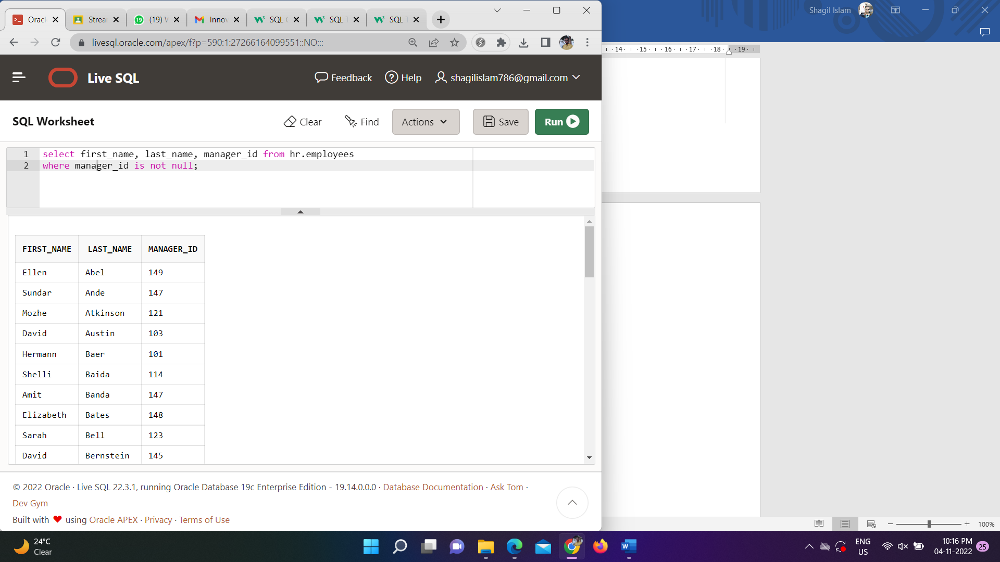 Oracl
Strea
(19) V
Innov
SQL
SQL T
SQL T
Shagil Islam
livesql.oracle.com/apex/f?p=590:1:27266164099551::NO:::
14 15 16 17 18 19
Live SQL
Feedback
Help
shagilislam786@gmail.com
SQL Worksheet
Clear
Find
Actions
Save
Run
1 select first_name, last_name, manager_id from hr.employees
2 where manager_id is not null;
FIRST_NAME LAST_NAME MANAGER_ID
Ellen Abel 149
Sundar Ande 147
Mozhe Atkinson 121
David Austin 103
Hermann Baer 101
Shelli Baida 114
Amit Banda 147
Elizabeth Bates 148
Sarah Bell 123
David Bernstein 145
© 2022 Oracle · Live SQL 22.3.1, running Oracle Database 19c Enterprise Edition - 19.14.0.0.0 · Database Documentation · Ask Tom ·
Dev Gym
Built with ❤ using Oracle APEX · Privacy · Terms of Use
100%
24°C
Clear
ENG
US
10:16 PM
04-11-2022
25